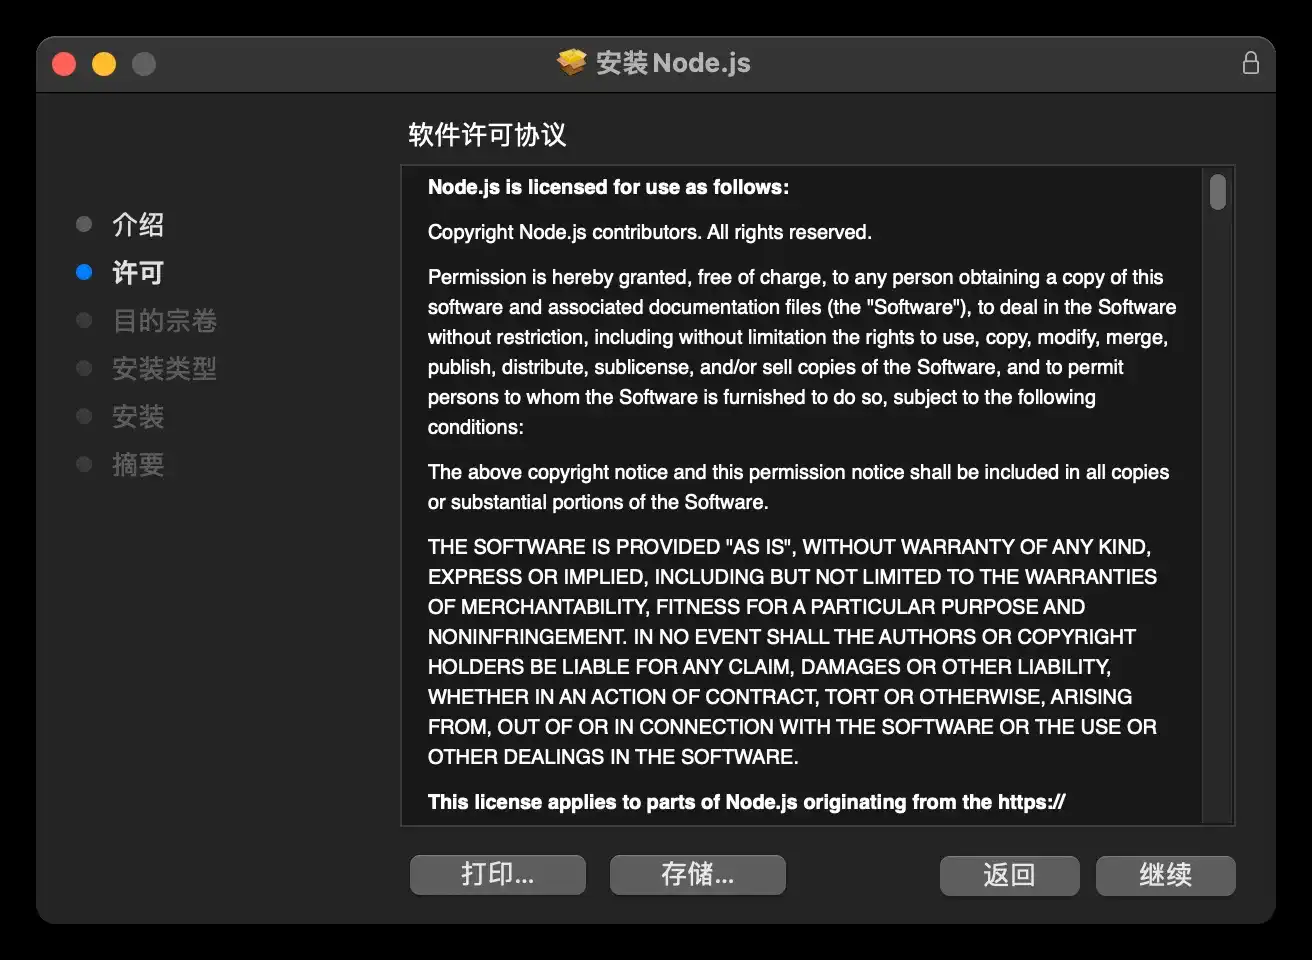 安装Node.js
软件许可协议
介绍
许可
目的宗卷
安装类型
安装
摘要
Node.js is licensed for use as follows:
Copyright Node.js contributors. All rights reserved.
Permission is hereby granted, free of charge, to any person obtaining a copy of this
software and associated documentation files (the "Software"), to deal in the Software
without restriction, including without limitation the rights to use, copy, modify, merge,
publish, distribute, sublicense, and/or sell copies of the Software, and to permit
persons to whom the Software is furnished to do so, subject to the following
conditions:
The above copyright notice and this permission notice shall be included in all copies
or substantial portions of the Software.
THE SOFTWARE IS PROVIDED "AS IS", WITHOUT WARRANTY OF ANY KIND,
EXPRESS OR IMPLIED, INCLUDING BUT NOT LIMITED TO THE WARRANTIES
OF MERCHANTABILITY, FITNESS FOR A PARTICULAR PURPOSE AND
NONINFRINGEMENT. IN NO EVENT SHALL THE AUTHORS OR COPYRIGHT
HOLDERS BE LIABLE FOR ANY CLAIM, DAMAGES OR OTHER LIABILITY,
WHETHER IN AN ACTION OF CONTRACT, TORT OR OTHERWISE, ARISING
FROM, OUT OF OR IN CONNECTION WITH THE SOFTWARE OR THE USE OR
OTHER DEALINGS IN THE SOFTWARE.
This license applies to parts of Node.js originating from the https://
打印...
存储...
返回
继续